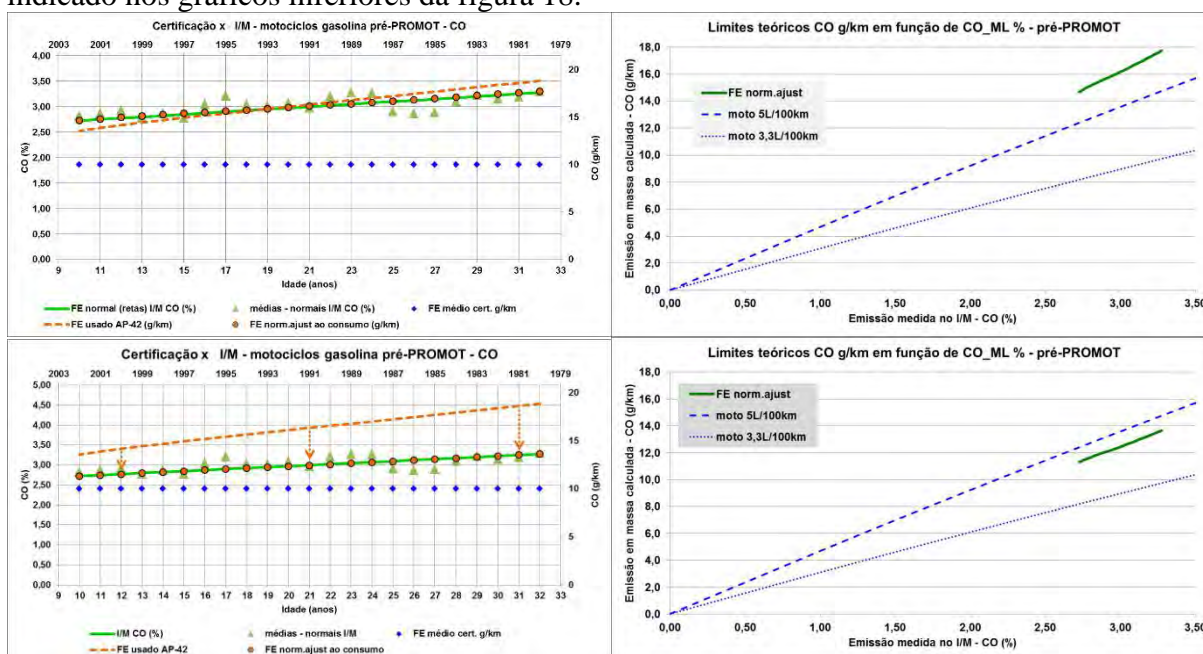 indicado nos gráficos inferiores da figura 18.
Certificação x I/M - motociclos gasolina pré-PROMOT - CO
2003 2001 1999 1997 1995 1993 1991 1989 1987 1985 1983 1981 1979
4,00
3,50
3,00
2,50
2,00
1,50
1,00
0,50
0,00
CO (%)
20
15
10
5
0
CO (g/km)
9 11 13 15 17 19 21 23 25 27 29 31 33
Idade (anos)
FE normal (retas) I/M CO (%) médias - normais I/M CO (%) FE médio cert. g/km
FE usado AP-42 (g/km) FE norm.ajust ao consumo (g/km)
Limites teóricos CO g/km em função de CO_ML % - pré-PROMOT
18,0
16,0
14,0
12,0
10,0
8,0
6,0
4,0
2,0
0,0
Emissão em massa calculada - CO (g/km)
FE norm.ajust
moto 5L/100km
moto 3,3L/100km
0,00 0,50 1,00 1,50 2,00 2,50 3,00 3,50
Emissão medida no I/M - CO (%)
Certificação x I/M - motociclos gasolina pré-PROMOT - CO
2003 2001 1999 1997 1995 1993 1991 1989 1987 1985 1983 1981 1979
5,00
4,50
4,00
3,50
3,00
2,50
2,00
1,50
1,00
0,50
0,00
CO (%)
20
15
10
5
0
CO (g/km)
9 10 11 12 13 14 15 16 17 18 19 20 21 22 23 24 25 26 27 28 29 30 31 32 33
Idade (anos)
I/M CO (%) médias - normais I/M FE médio cert. g/km
FE usado AP-42 FE norm.ajust ao consumo
Limites teóricos CO g/km em função de CO_ML % - pré-PROMOT
18,0
16,0
14,0
12,0
10,0
8,0
6,0
4,0
2,0
0,0
Emissão em massa calculada - CO (g/km)
FE norm.ajust
moto 5L/100km
moto 3,3L/100km
0,00 0,50 1,00 1,50 2,00 2,50 3,00 3,50
Emissão medida no I/M - CO (%)